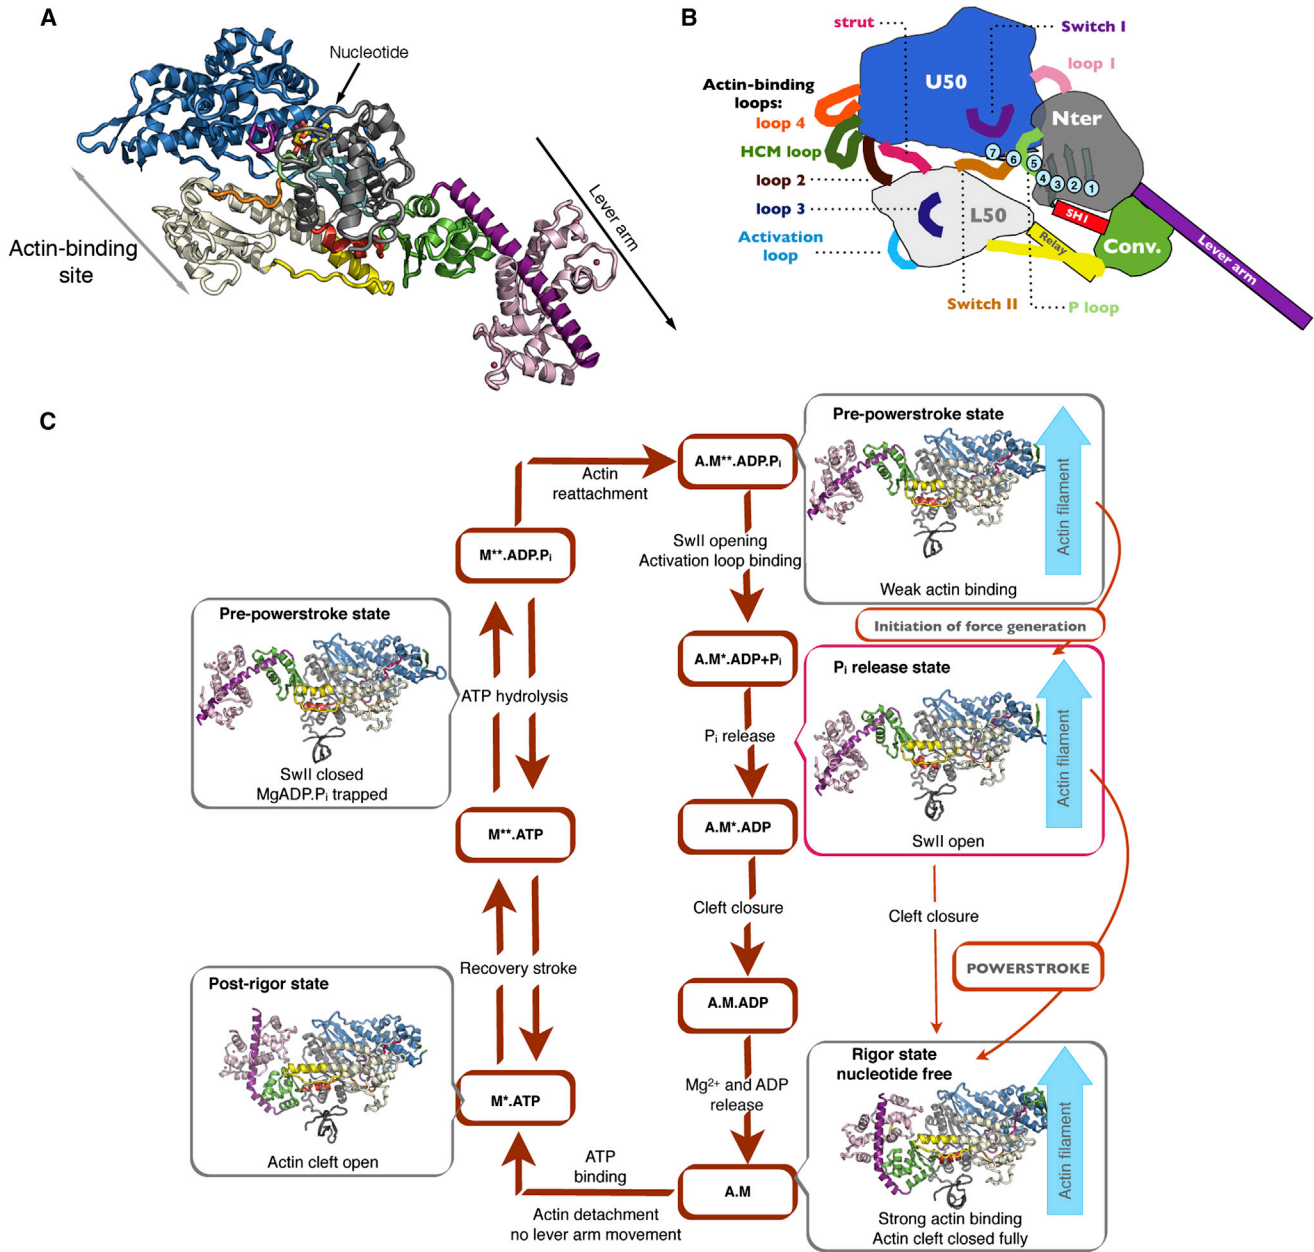 A
Nucleotide
Lever arm
Actin-binding
site
B
strut
Switch I
loop 1
U50
Nter
Actin-binding
loops:
loop 4
HCM loop
loop 2
loop 3
Activation
loop
7
6
5
4
3
2
1
L50
SH1
Relay
Conv.
Lever arm
Switch II
P loop
C
Actin
reattachment
A.M**.ADP.Pi
Pre-powerstroke state
Actin filament
Weak actin binding
M**.ADP.Pi
SwII opening
Activation loop binding
Initiation of force generation
Pre-powerstroke state
SwII closed
MgADP.Pi trapped
ATP hydrolysis
A.M*.ADP+Pi
Pi release state
Actin filament
SwII open
Pi release
M**.ATP
A.M*.ADP
Cleft closure
Cleft closure
POWERSTROKE
Recovery stroke
Post-rigor state
Actin cleft open
A.M.ADP
M*.ATP
Mg2+ and ADP
release
Rigor state
nucleotide free
Actin filament
Strong actin binding
Actin cleft closed fully
ATP
binding
A.M
Actin detachment
no lever arm movement